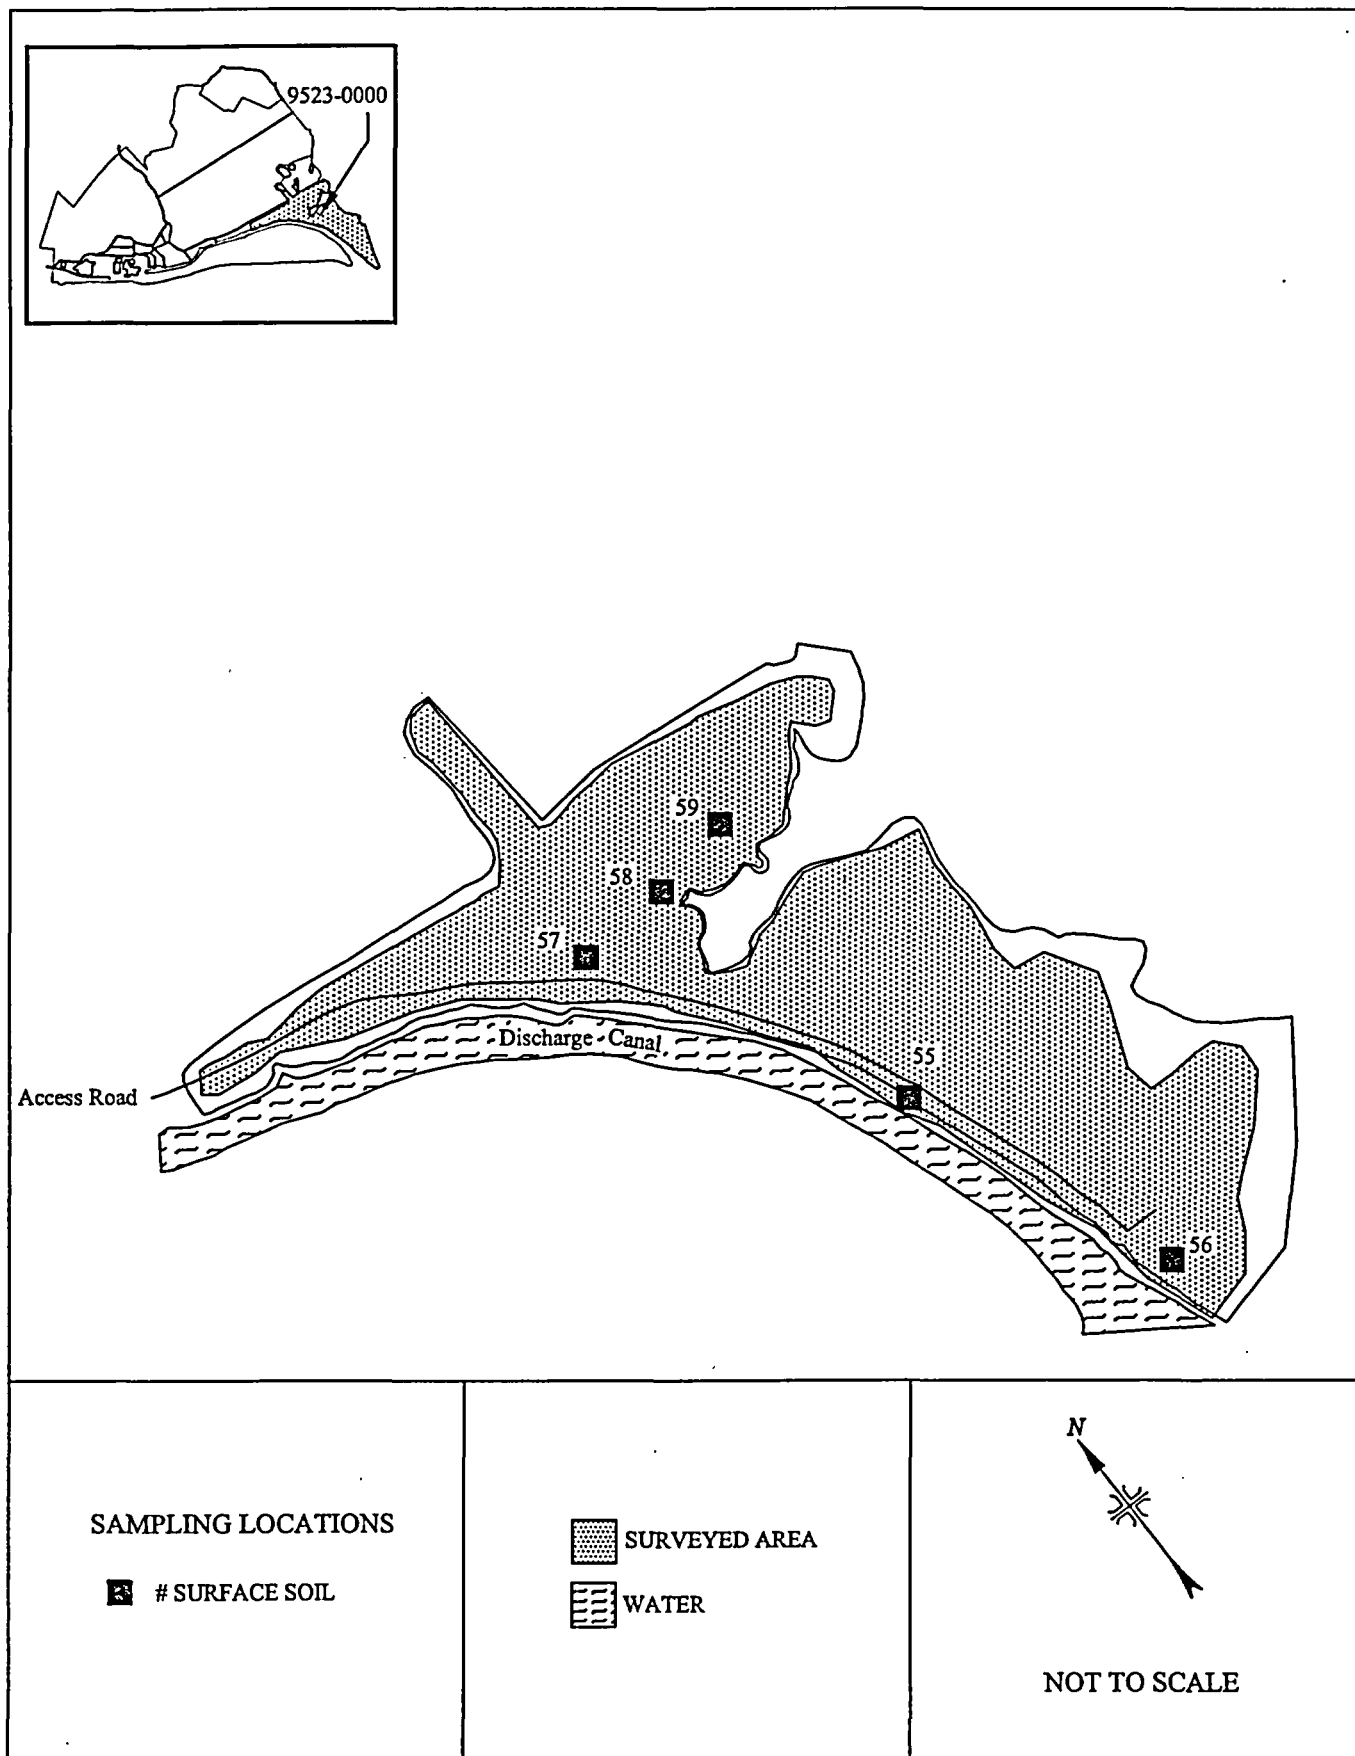 9523-0000
59
58
57
Discharge Canal
55
Access Road
56
N
SAMPLING LOCATIONS
SURVEYED AREA
# SURFACE SOIL
WATER
NOT TO SCALE